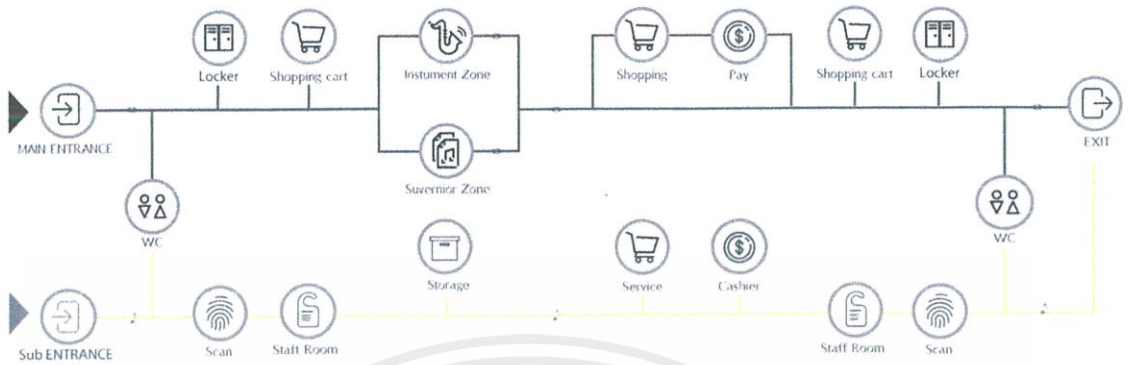 Locker
Shopping cart
Instument Zone
Shopping
Pay
Shopping cart
Locker
MAIN ENTRANCE
EXIT
Suvernior Zone
WC
WC
Storage
Service
Cashier
Sub ENTRANCE
Scan
Staff Room
Staff Room
Scan